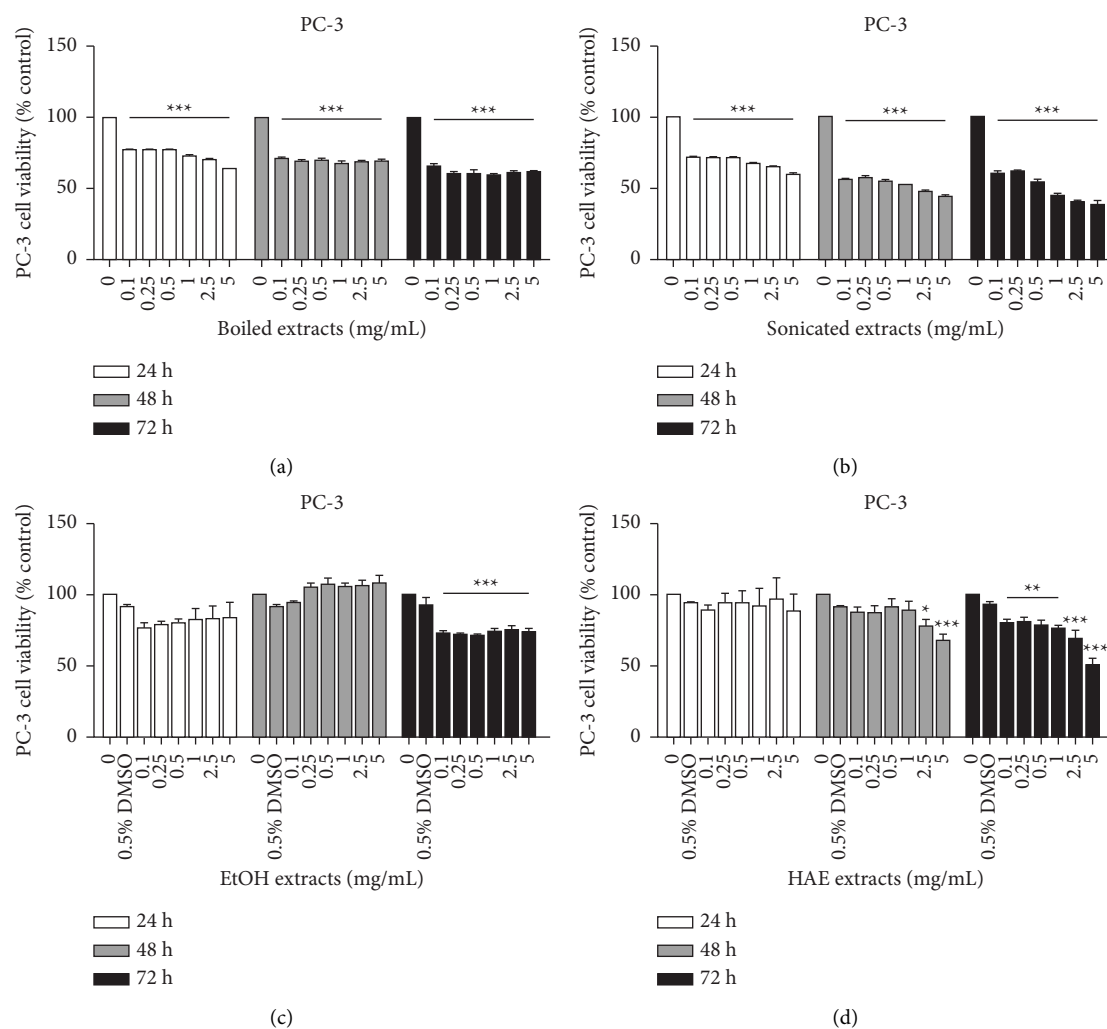 PC-3
PC-3 cell viability (% control)
150
100
50
0
*** *** ***
0 0.1 0.25 0.5 1 2.5 5 0 0.1 0.25 0.5 1 2.5 5 0 0.1 0.25 0.5 1 2.5 5
Boiled extracts (mg/mL)
24 h
48 h
72 h
(a)
PC-3
PC-3 cell viability (% control)
150
100
50
0
*** *** ***
0 0.1 0.25 0.5 1 2.5 5 0 0.1 0.25 0.5 1 2.5 5 0 0.1 0.25 0.5 1 2.5 5
Sonicated extracts (mg/mL)
24 h
48 h
72 h
(b)
PC-3
PC-3 cell viability (% control)
150
100
50
0
***
0 0.5% DMSO 0.1 0.25 0.5 1 2.5 5 0 0.5% DMSO 0.1 0.25 0.5 1 2.5 5 0 0.5% DMSO 0.1 0.25 0.5 1 2.5 5
EtOH extracts (mg/mL)
24 h
48 h
72 h
(c)
PC-3
PC-3 cell viability (% control)
150
100
50
0
* *** ** *** ***
0 0.5% DMSO 0.1 0.25 0.5 1 2.5 5 0 0.5% DMSO 0.1 0.25 0.5 1 2.5 5 0 0.5% DMSO 0.1 0.25 0.5 1 2.5 5
HAE extracts (mg/mL)
24 h
48 h
72 h
(d)